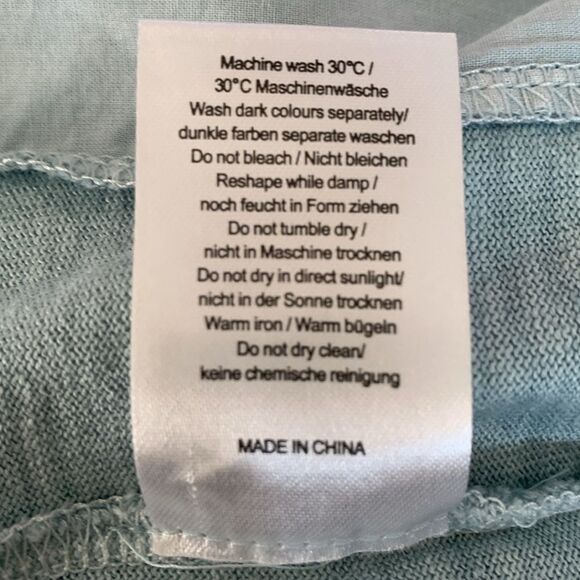 Machine wash 30°C /
30°C Maschinenwäsche
Wash dark colours separately/
dunkle farben separate waschen
Do not bleach / Nicht bleichen
Reshape while damp /
noch feucht in Form ziehen
Do not tumble dry /
nicht in Maschine trocknen
Do not dry in direct sunlight/
nicht in der Sonne trocknen
Warm iron / Warm bügeln
Do not dry clean/
keine chemische reinigung
MADE IN CHINA